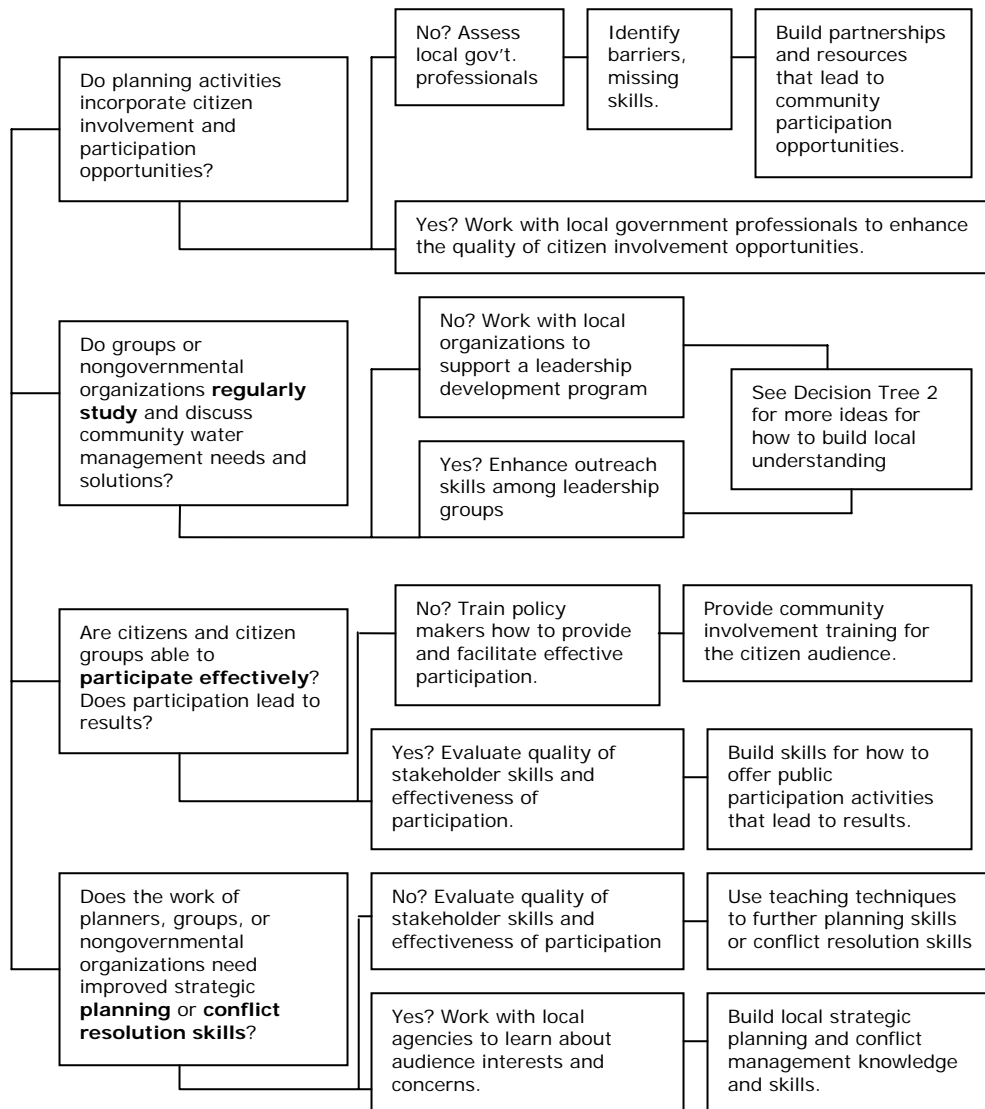 Do planning activities
incorporate citizen
involvement and
participation
opportunities?
No? Assess
local gov't.
professionals
Identify
barriers,
missing
skills.
Build partnerships
and resources
that lead to
community
participation
opportunities.
Yes? Work with local government professionals to enhance
the quality of citizen involvement opportunities.
Do groups or
nongovernmental
organizations regularly
study and discuss
community water
management needs and
solutions?
No? Work with local
organizations to
support a leadership
development program
Yes? Enhance outreach
skills among leadership
groups
See Decision Tree 2
for more ideas for
how to build local
understanding
Are citizens and citizen
groups able to
participate effectively?
Does participation lead to
results?
No? Train policy
makers how to provide
and facilitate effective
participation.
Provide community
involvement training for
the citizen audience.
Yes? Evaluate quality of
stakeholder skills and
effectiveness of
participation.
Build skills for how to
offer public
participation activities
that lead to results.
Does the work of
planners, groups, or
nongovernmental
organizations need
improved strategic
planning or conflict
resolution skills?
No? Evaluate quality of
stakeholder skills and
effectiveness of participation
Use teaching techniques
to further planning skills
or conflict resolution skills
Yes? Work with local
agencies to learn about
audience interests and
concerns.
Build local strategic
planning and conflict
management knowledge
and skills.